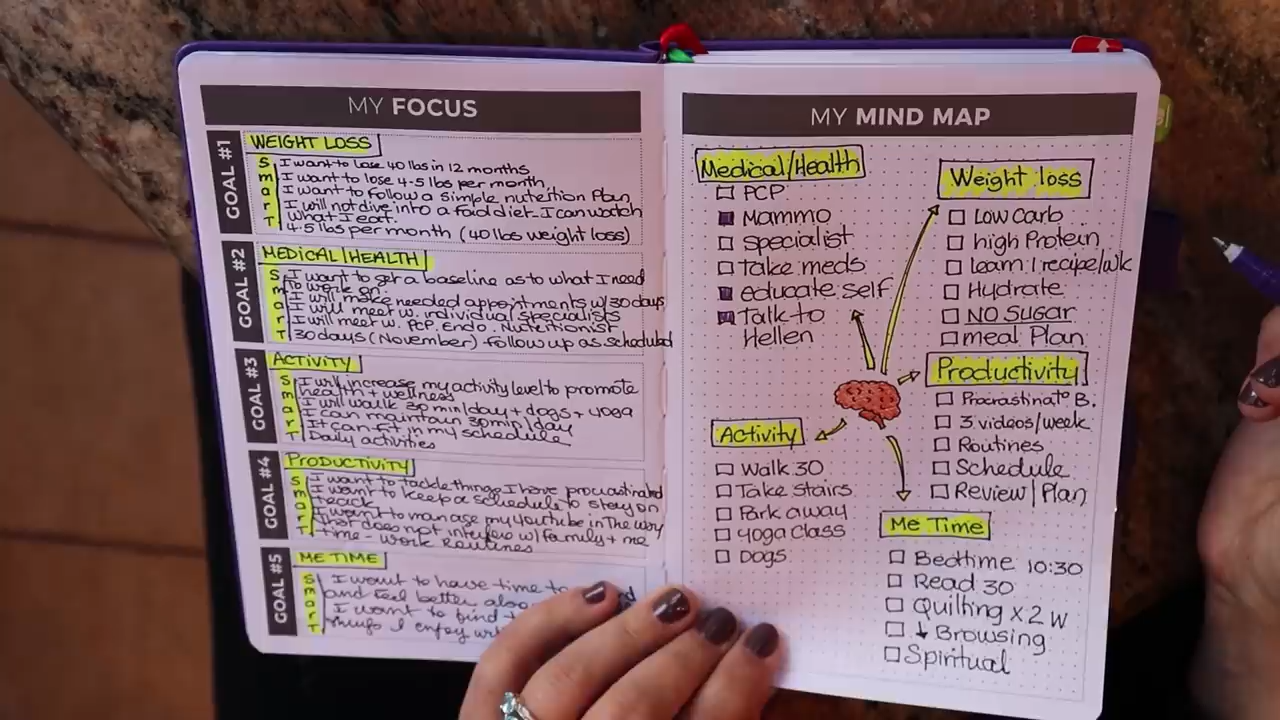 MY FOCUS
GOAL #1
WEIGHT LOSS
S I want to lose 40 lbs in 12 months
m I want to lose 4.5 lbs per month
a I want to follow a simple nutrition Plan
r I will not dive into a food diet. I can watch
what I eat.
T 4.5 lbs per month (40 lbs weight loss)
GOAL #2
MEDICAL/HEALTH
S I want to get a baseline as to what I need
to work on.
m I will make needed appointments w/ 30 days
a I will meet w. individual specialists
r I will meet w. PCP. Endo. Nutritionist
T 30 days (November) follow up as scheduled
GOAL #3
ACTIVITY
S I will increase my activity level to promote
health + wellness
m I will walk 30 min/day + dogs + yoga
a I can maintain 30 min/day
r It can fit in my schedule
T Daily activities
GOAL #4
PRODUCTIVITY
S I want to tackle things I have procrastinated
m I want to keep a schedule to stay on
track
a I want to manage my youtube in the way
r that does not interfere w/ family + me
T time - work Routines
GOAL #5
ME TIME
S I want to have time to
m and feel better
a I want to find
r things I enjoy
T
MY MIND MAP
Medical/Health
PCP
Mammo
specialist
take meds
educate self
Talk to
Hellen
Weight loss
Low Carb
high Protein
learn 1 recipe/wk
Hydrate
NO SUGAR
meal Plan
Productivity
Procrastinato B.
3 videos/week
Routines
Schedule
Review/Plan
Activity
Walk 30
Take Stairs
Park away
yoga Class
Dogs
Me Time
Bedtime 10:30
Read 30
Quilting x 2 W
↓ Browsing
Spiritual